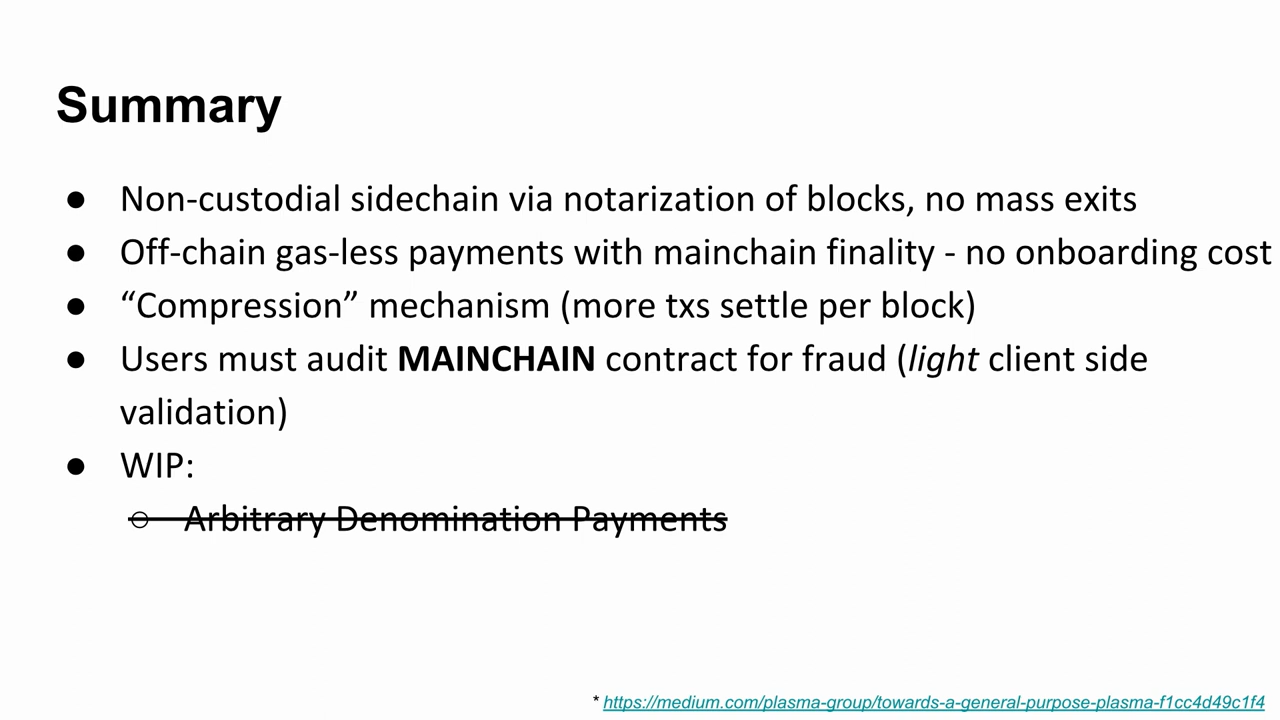 Summary
● Non-custodial sidechain via notarization of blocks, no mass exits
● Off-chain gas-less payments with mainchain finality - no onboarding cost
● “Compression” mechanism (more txs settle per block)
● Users must audit MAINCHAIN contract for fraud (light client side
validation)
● WIP:
○ Arbitrary Denomination Payments
* https://medium.com/plasma-group/towards-a-general-purpose-plasma-f1cc4d49c1f4